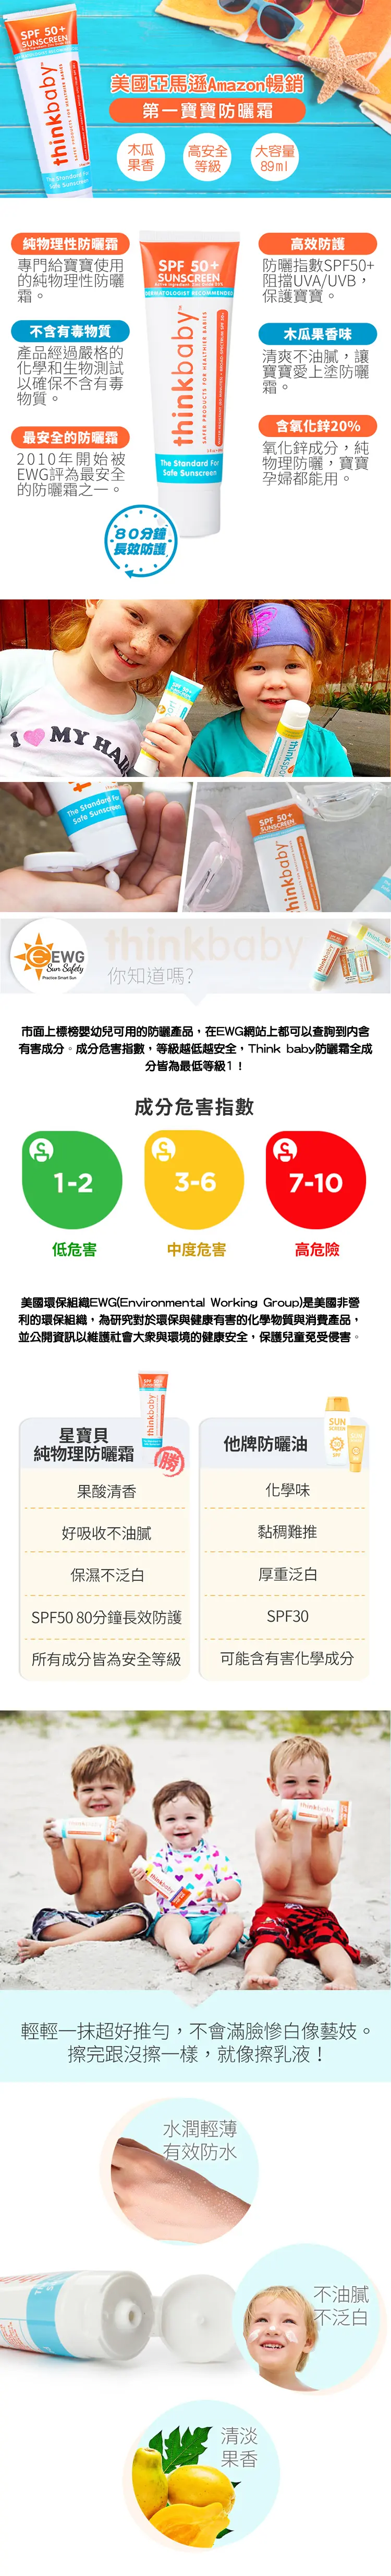 SPF 50+
SUNSCREEN
thinkbaby
The Standard For
Safe Sunscreen
美國亞馬遜Amazon暢銷
第一寶寶防曬霜
木瓜
果香
高安全
等級
大容量
89ml
純物理性防曬霜
專門給寶寶使用
的純物理性防曬
霜。
不含有毒物質
產品經過嚴格的
化學和生物測試
以確保不含有毒
物質。
最安全的防曬霜
2010年開始被
EWG評為最安全
的防曬霜之一。
SPF 50+
SUNSCREEN
DERMATOLOGIST RECOMMENDED
thinkbaby
SAFER PRODUCTS FOR HEALTHIER BABIES
The Standard For
Safe Sunscreen
80分鐘
長效防護
高效防護
防曬指數SPF50+
阻擋UVA/UVB，
保護寶寶。
木瓜果香味
清爽不油膩，讓
寶寶愛上塗防曬
霜。
含氧化鋅20%
氧化鋅成分，純
物理防曬，寶寶
孕婦都能用。
I MY HAI
The Standard For
Safe Sunscreen
SPF 50+
SUNSCREEN
thinkbaby
EWG
Sun Safety
Practice Smart Sun
thinkbaby
你知道嗎?
市面上標榜嬰幼兒可用的防曬產品，在EWG網站上都可以查詢到內含
有害成分。成分危害指數，等級越低越安全，Think baby防曬霜全成
分皆為最低等級1！
成分危害指數
1-2
3-6
7-10
低危害
中度危害
高危險
美國環保組織EWG(Environmental Working Group)是美國非營
利的環保組織，為研究對於環保與健康有害的化學物質與消費產品，
並公開資訊以維護社會大眾與環境的健康安全，保護兒童免受侵害。
星寶貝
純物理防曬霜
勝
他牌防曬油
SUN
SCREEN
SPF
果酸清香
化學味
好吸收不油膩
黏稠難推
保濕不泛白
厚重泛白
SPF50 80分鐘長效防護
SPF30
所有成分皆為安全等級
可能含有害化學成分
thinkbaby
thinkbaby
thinkbaby
輕輕一抹超好推勻，不會滿臉慘白像藝妓。
擦完跟沒擦一樣，就像擦乳液！
水潤輕薄
有效防水
不油膩
不泛白
清淡
果香